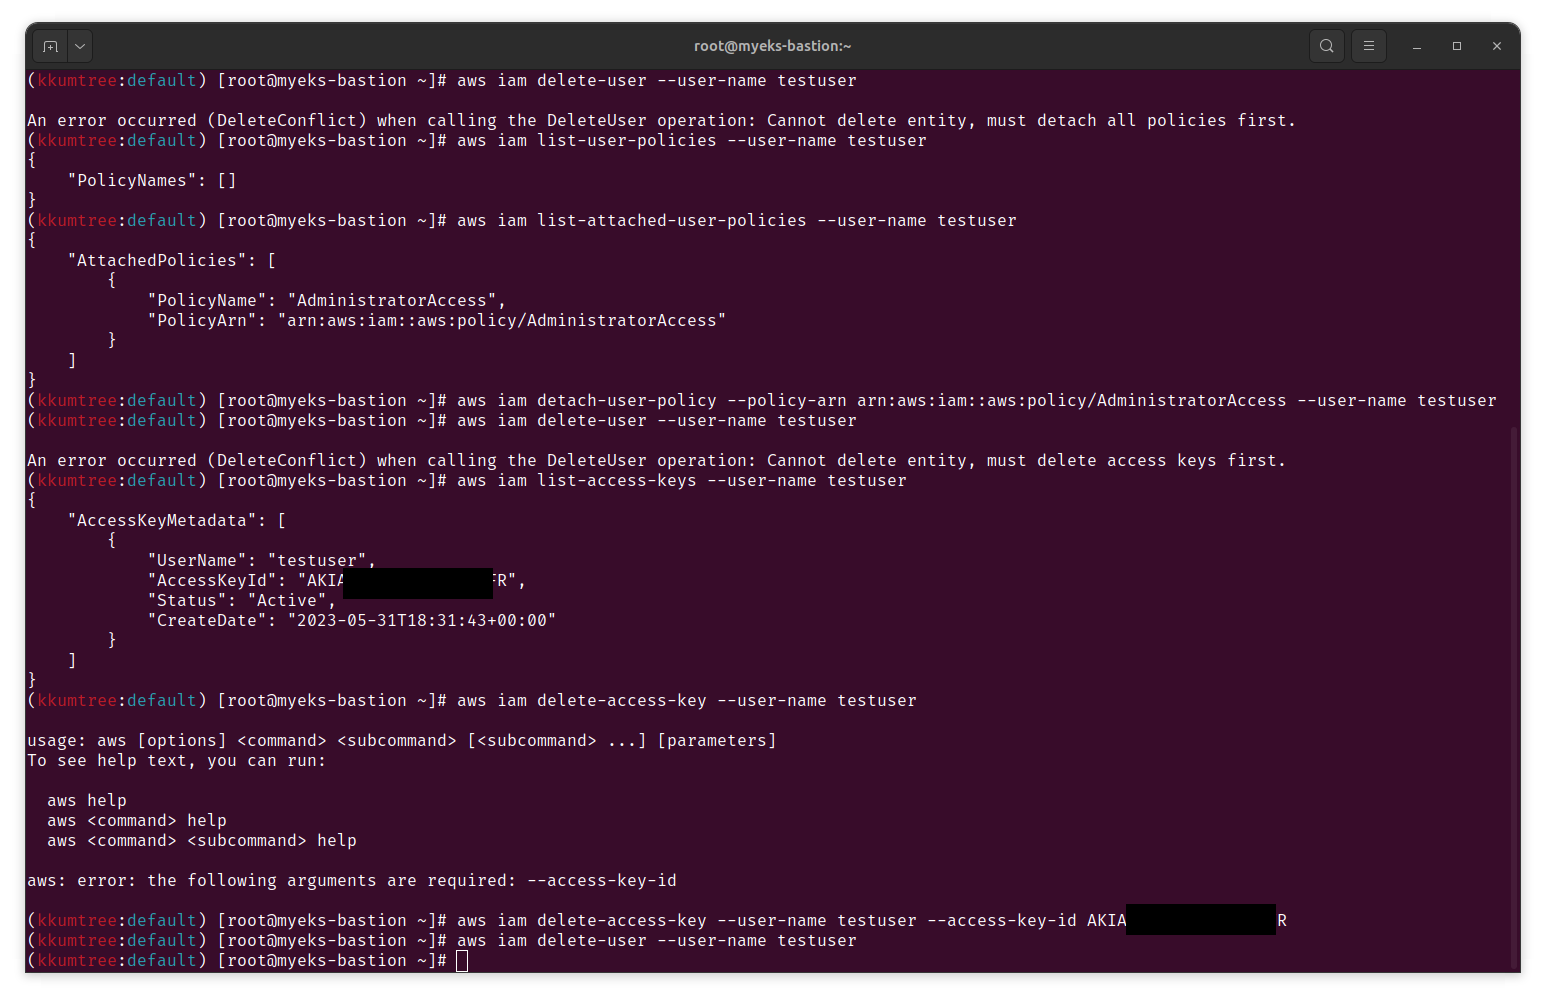 root@myeks-bastion:~
(kkumtree:default) [root@myeks-bastion ~]# aws iam delete-user --user-name testuser
An error occurred (DeleteConflict) when calling the DeleteUser operation: Cannot delete entity, must detach all policies first.
(kkumtree:default) [root@myeks-bastion ~]# aws iam list-user-policies --user-name testuser
{
    "PolicyNames": []
}
(kkumtree:default) [root@myeks-bastion ~]# aws iam list-attached-user-policies --user-name testuser
{
    "AttachedPolicies": [
        {
            "PolicyName": "AdministratorAccess",
            "PolicyArn": "arn:aws:iam::aws:policy/AdministratorAccess"
        }
    ]
}
(kkumtree:default) [root@myeks-bastion ~]# aws iam detach-user-policy --policy-arn arn:aws:iam::aws:policy/AdministratorAccess --user-name testuser
(kkumtree:default) [root@myeks-bastion ~]# aws iam delete-user --user-name testuser
An error occurred (DeleteConflict) when calling the DeleteUser operation: Cannot delete entity, must delete access keys first.
(kkumtree:default) [root@myeks-bastion ~]# aws iam list-access-keys --user-name testuser
{
    "AccessKeyMetadata": [
        {
            "UserName": "testuser",
            "AccessKeyId": "AKIA FR",
            "Status": "Active",
            "CreateDate": "2023-05-31T18:31:43+00:00"
        }
    ]
}
(kkumtree:default) [root@myeks-bastion ~]# aws iam delete-access-key --user-name testuser
usage: aws [options] <command> <subcommand> [<subcommand> ...] [parameters]
To see help text, you can run:
  aws help
  aws <command> help
  aws <command> <subcommand> help
aws: error: the following arguments are required: --access-key-id
(kkumtree:default) [root@myeks-bastion ~]# aws iam delete-access-key --user-name testuser --access-key-id AKIA R
(kkumtree:default) [root@myeks-bastion ~]# aws iam delete-user --user-name testuser
(kkumtree:default) [root@myeks-bastion ~]#